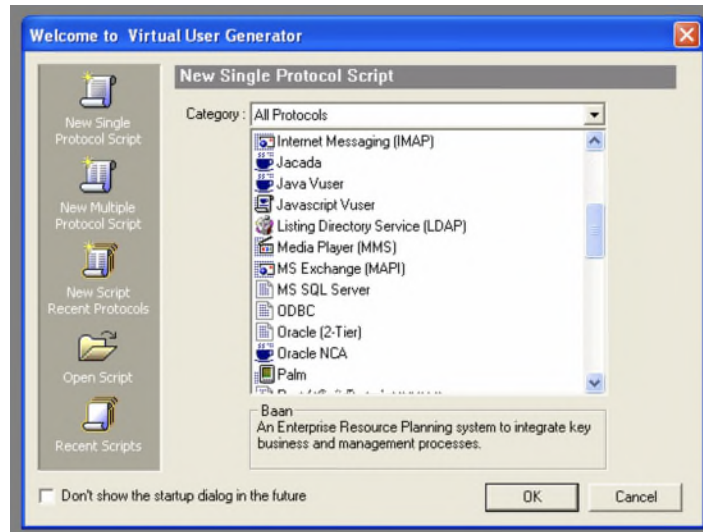 Welcome to Virtual User Generator
New Single Protocol Script
New Single
Protocol Script
New Multiple
Protocol Script
New Script
Recent Protocols
Open Script
Recent Scripts
Category :
All Protocols
Internet Messaging (IMAP)
Jacada
Java Vuser
Javascript Vuser
Listing Directory Service (LDAP)
Media Player (MMS)
MS Exchange (MAPI)
MS SQL Server
ODBC
Oracle (2-Tier)
Oracle NCA
Palm
Baan
An Enterprise Resource Planning system to integrate key
business and management processes.
Don't show the startup dialog in the future
OK
Cancel